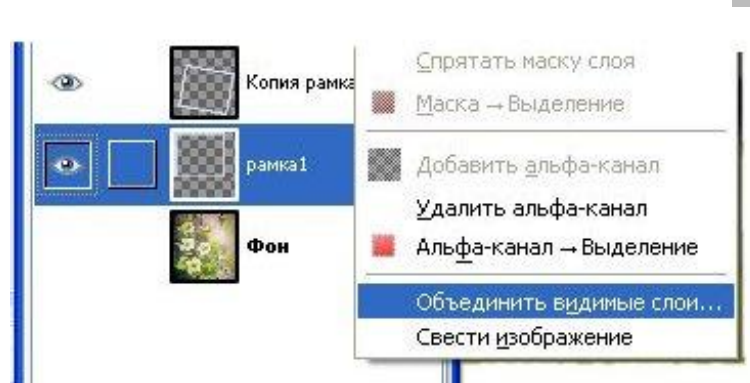 Копия рамка
рамка1
Фон
Спрятать маску слоя
Маска → Выделение
Добавить альфа-канал
Удалить альфа-канал
Альфа-канал → Выделение
Объединить видимые слои...
Свести изображение